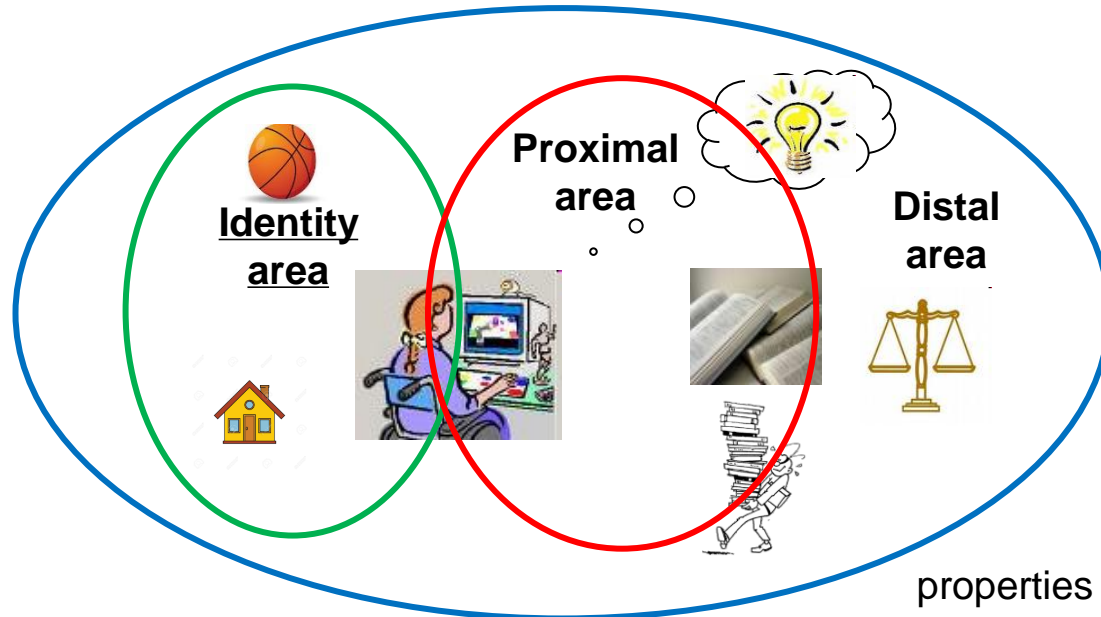 Proximal
area
Identity
area
Distal
area
properties